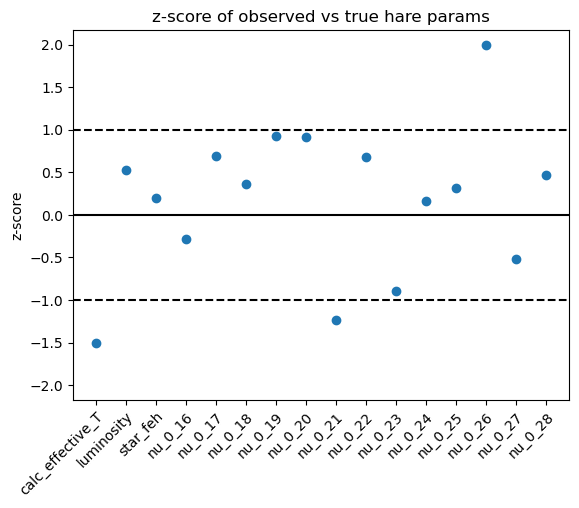 z-score of observed vs true hare params
z-score
2.0
1.5
1.0
0.5
0.0
−0.5
−1.0
−1.5
−2.0
calc_effective_T
luminosity
star_feh
nu_0_16
nu_0_17
nu_0_18
nu_0_19
nu_0_20
nu_0_21
nu_0_22
nu_0_23
nu_0_24
nu_0_25
nu_0_26
nu_0_27
nu_0_28